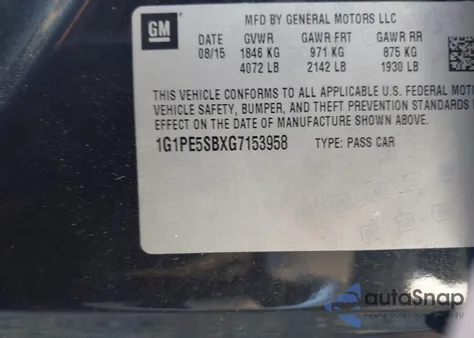 GM
MFD BY GENERAL MOTORS LLC
DATE GVWR GAWR FRT GAWR RR
08/15 1846 KG 971 KG 875 KG
4072 LB 2142 LB 1930 LB
THIS VEHICLE CONFORMS TO ALL APPLICABLE U.S. FEDERAL MOTO
VEHICLE SAFETY, BUMPER, AND THEFT PREVENTION STANDARDS
EFFECT ON THE DATE OF MANUFACTURE SHOWN ABOVE.
1G1PE5SBXG7153958 TYPE: PASS CAR
autoSnap